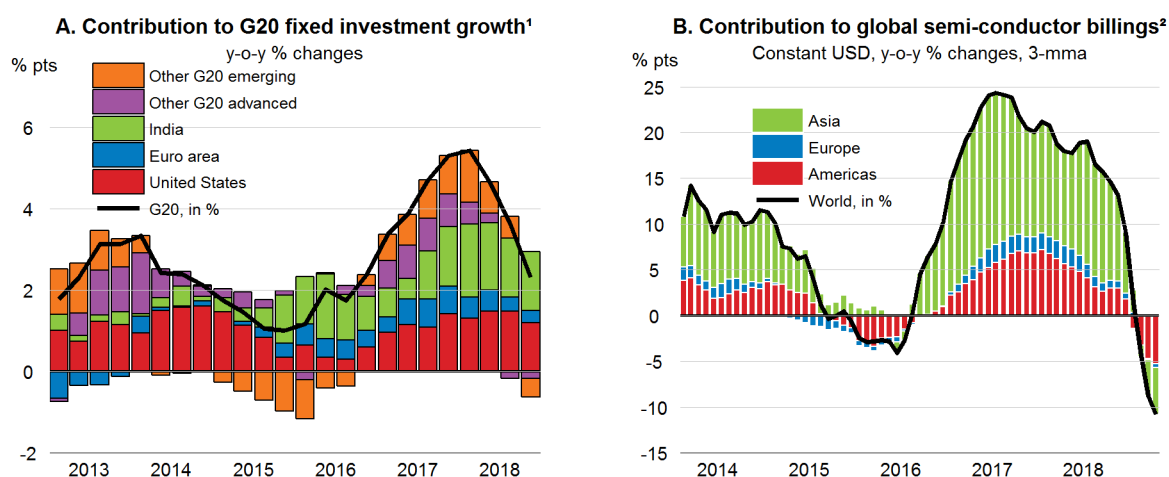 A. Contribution to G20 fixed investment growth¹
y-o-y % changes
% pts
Other G20 emerging
Other G20 advanced
India
Euro area
United States
G20, in %
6
4
2
0
-2
2013 2014 2015 2016 2017 2018
B. Contribution to global semi-conductor billings²
Constant USD, y-o-y % changes, 3-mma
% pts
Asia
Europe
Americas
World, in %
25
20
15
10
5
0
-5
-10
-15
2014 2015 2016 2017 2018